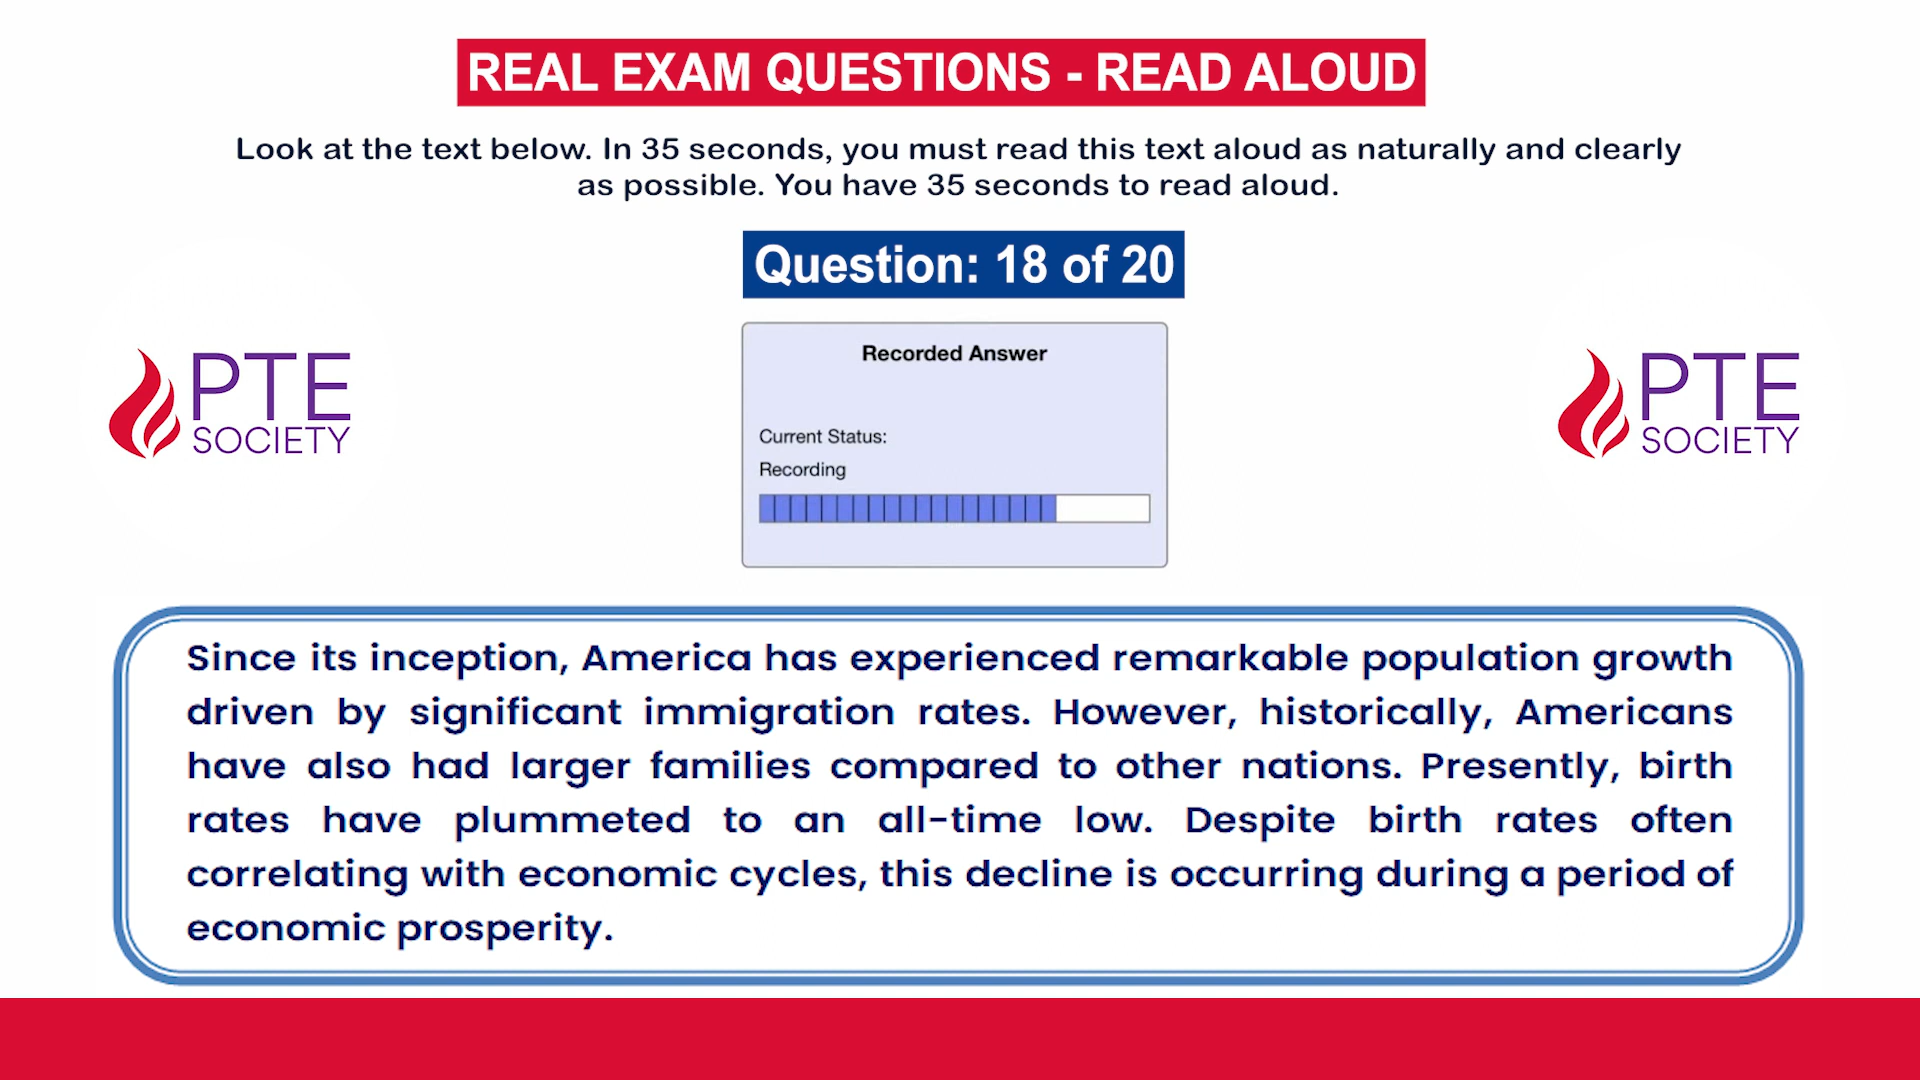 REAL EXAM QUESTIONS - READ ALOUD
Look at the text below. In 35 seconds, you must read this text aloud as naturally and clearly
as possible. You have 35 seconds to read aloud.
Question: 18 of 20
Recorded Answer
Current Status:
Recording
PTE
SOCIETY
PTE
SOCIETY
Since its inception, America has experienced remarkable population growth
driven by significant immigration rates. However, historically, Americans
have also had larger families compared to other nations. Presently, birth
rates have plummeted to an all-time low. Despite birth rates often
correlating with economic cycles, this decline is occurring during a period of
economic prosperity.